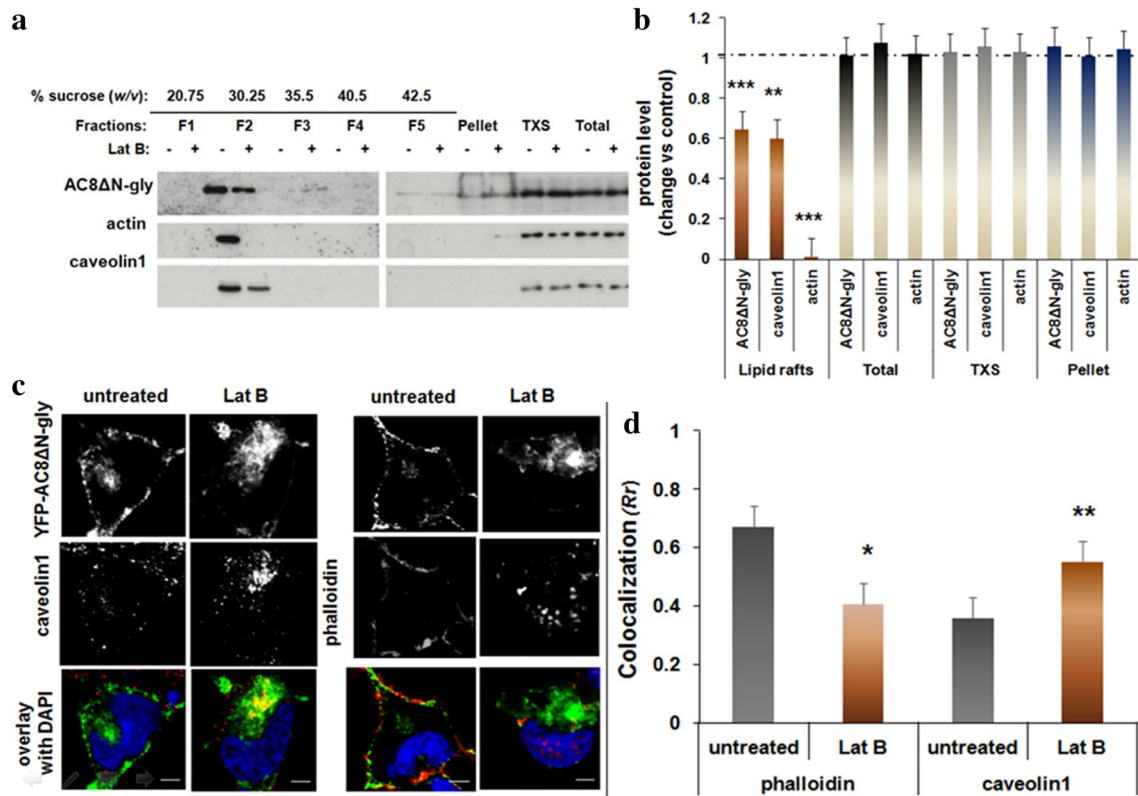 a
% sucrose (w/v): 20.75 30.25 35.5 40.5 42.5
Fractions: F1 F2 F3 F4 F5 Pellet TXS Total
Lat B: - + - + - + - + - + - + - + - +
AC8ΔN-gly
actin
caveolin1
b
protein level
(change vs control)
1.2
1
0.8
0.6
0.4
0.2
0
*** ** ***
AC8ΔN-gly caveolin1 actin AC8ΔN-gly caveolin1 actin AC8ΔN-gly caveolin1 actin AC8ΔN-gly caveolin1 actin
Lipid rafts Total TXS Pellet
c
untreated Lat B untreated Lat B
YFP-AC8ΔN-gly
caveolin1
phalloidin
overlay
with DAPI
d
Colocalization (Rr)
1
0.8
0.6
0.4
0.2
0
* **
untreated Lat B untreated Lat B
phalloidin caveolin1